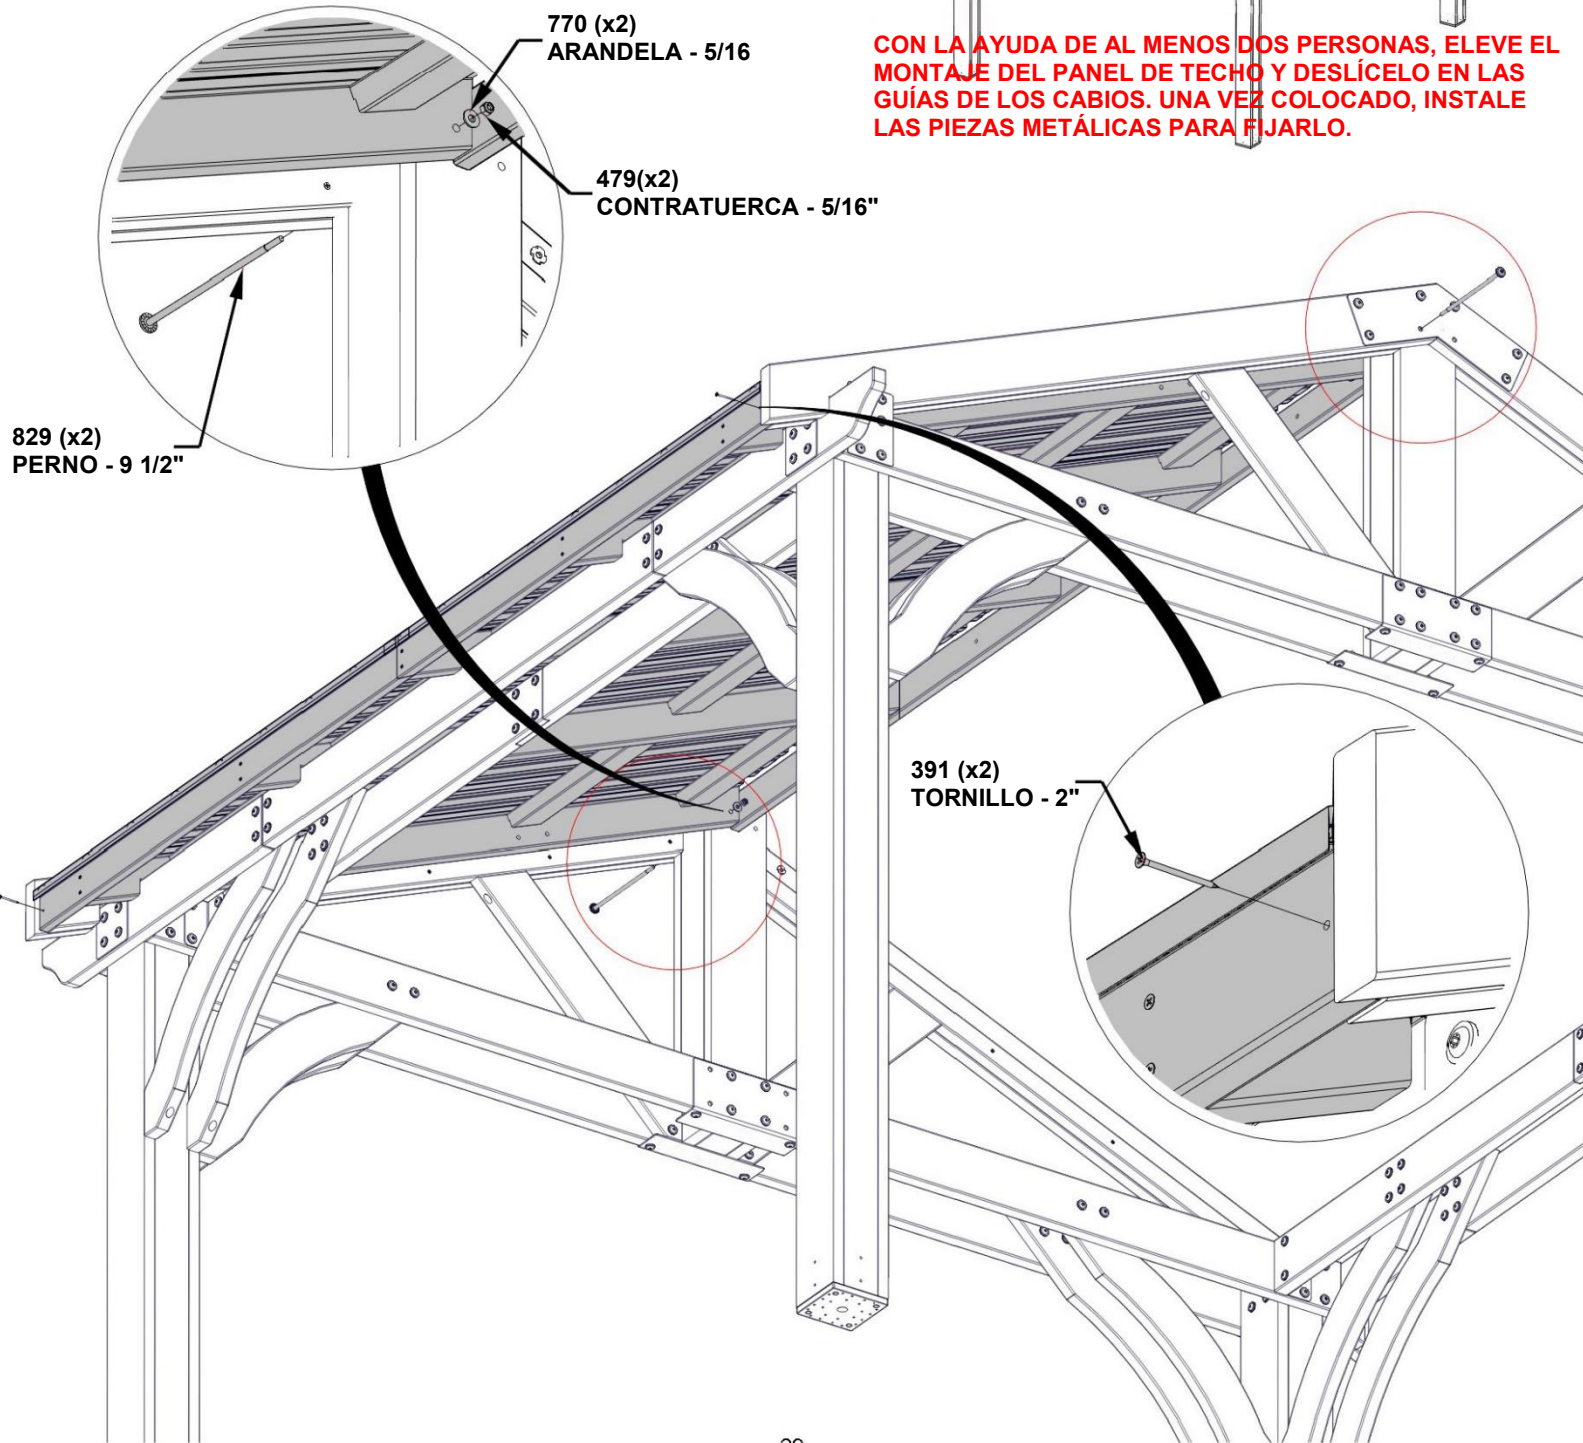 770 (x2)
ARANDELA - 5/16
CON LA AYUDA DE AL MENOS DOS PERSONAS, ELEVE EL
MONTAJE DEL PANEL DE TECHO Y DESLÍCELO EN LAS
GUÍAS DE LOS CABIOS. UNA VEZ COLOCADO, INSTALE
LAS PIEZAS METÁLICAS PARA FIJARLO.
479(x2)
CONTRATUERCA - 5/16"
829 (x2)
PERNO - 9 1/2"
391 (x2)
TORNILLO - 2"